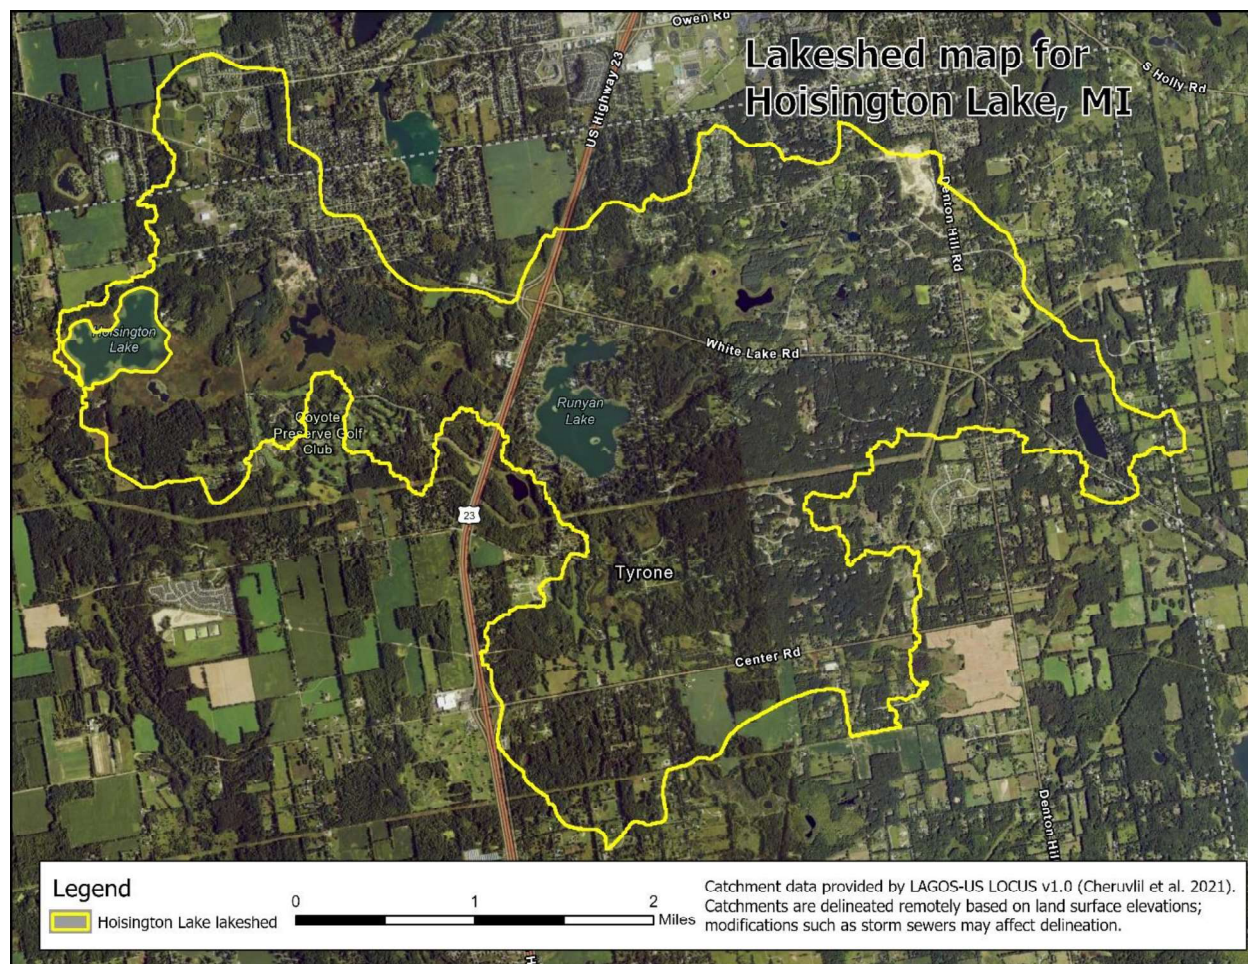 Owen Rd
Lakeshed map for
Hoisington Lake, MI
S Holly Rd
US Highway 23
Denton Hill Rd
Hoisington
Lake
White Lake Rd
Runyan
Lake
Coyote
Preserve Golf
Club
23
Tyrone
Center Rd
Denton Hil
Legend
Hoisington Lake lakeshed
0 1 2
Miles
Catchment data provided by LAGOS-US LOCUS v1.0 (Cheruvlil et al. 2021).
Catchments are delineated remotely based on land surface elevations;
modifications such as storm sewers may affect delineation.
H